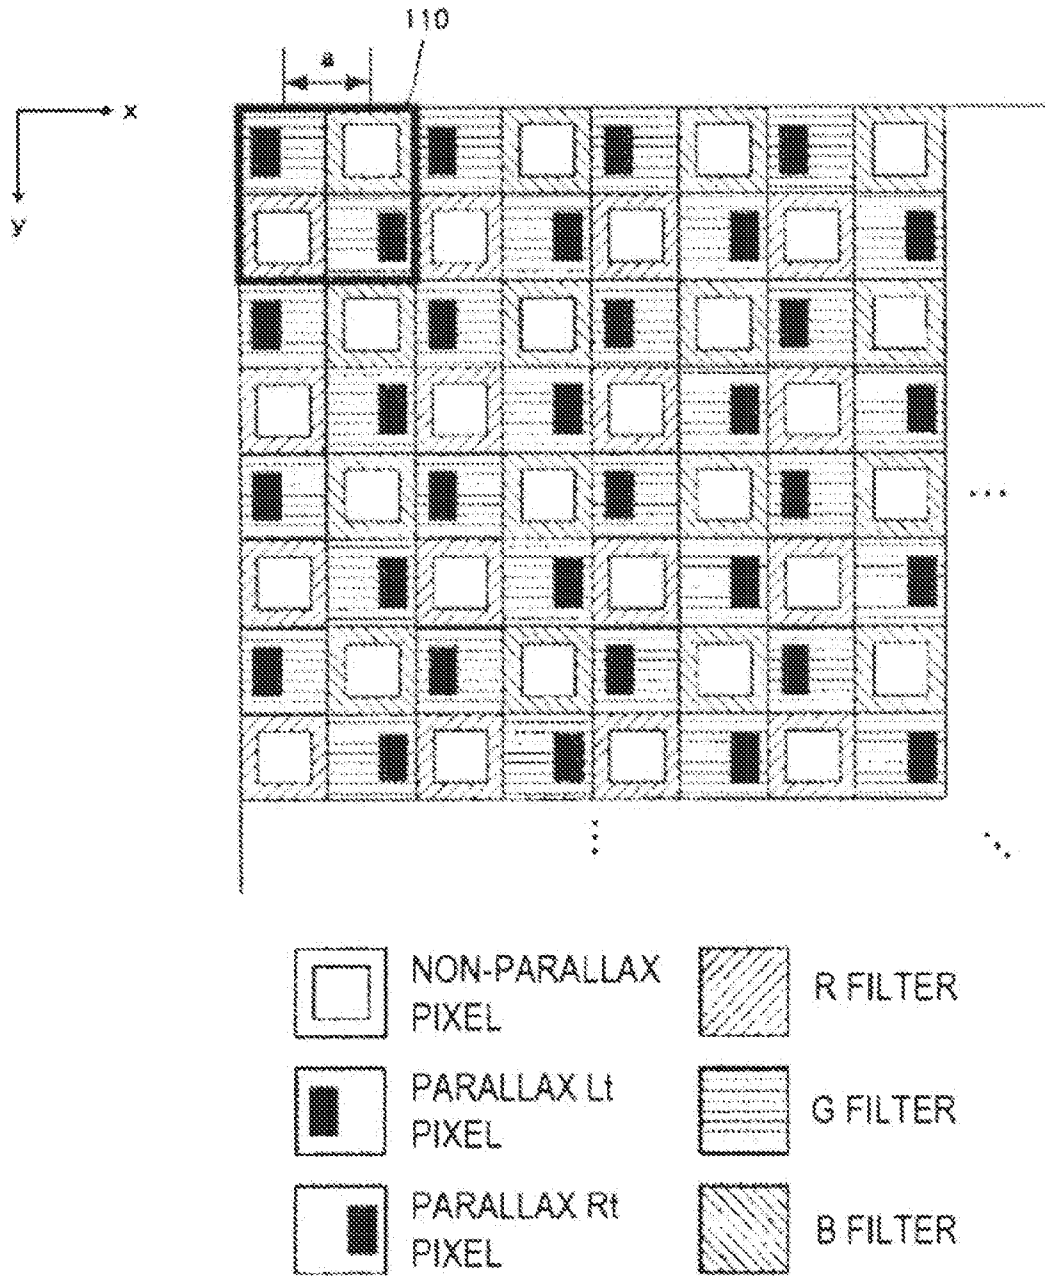 110
a
x
y
NON-PARALLAX
PIXEL
R FILTER
PARALLAX Lt
PIXEL
G FILTER
PARALLAX Rt
PIXEL
B FILTER